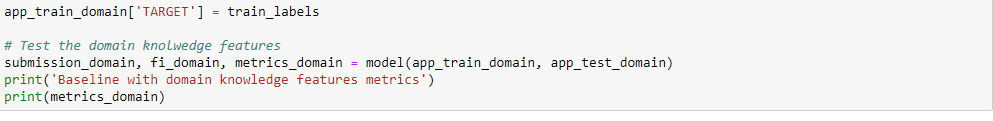 app_train_domain['TARGET'] = train_labels
# Test the domain knolwedge features
submission_domain, fi_domain, metrics_domain = model(app_train_domain, app_test_domain)
print('Baseline with domain knowledge features metrics')
print(metrics_domain)